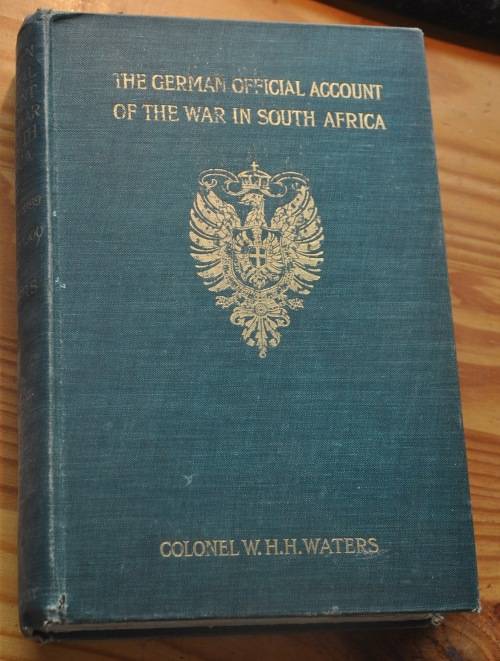 THE GERMAN OFFICIAL ACCOUNT
OF THE WAR IN SOUTH AFRICA
COLONEL W. H. H. WATERS